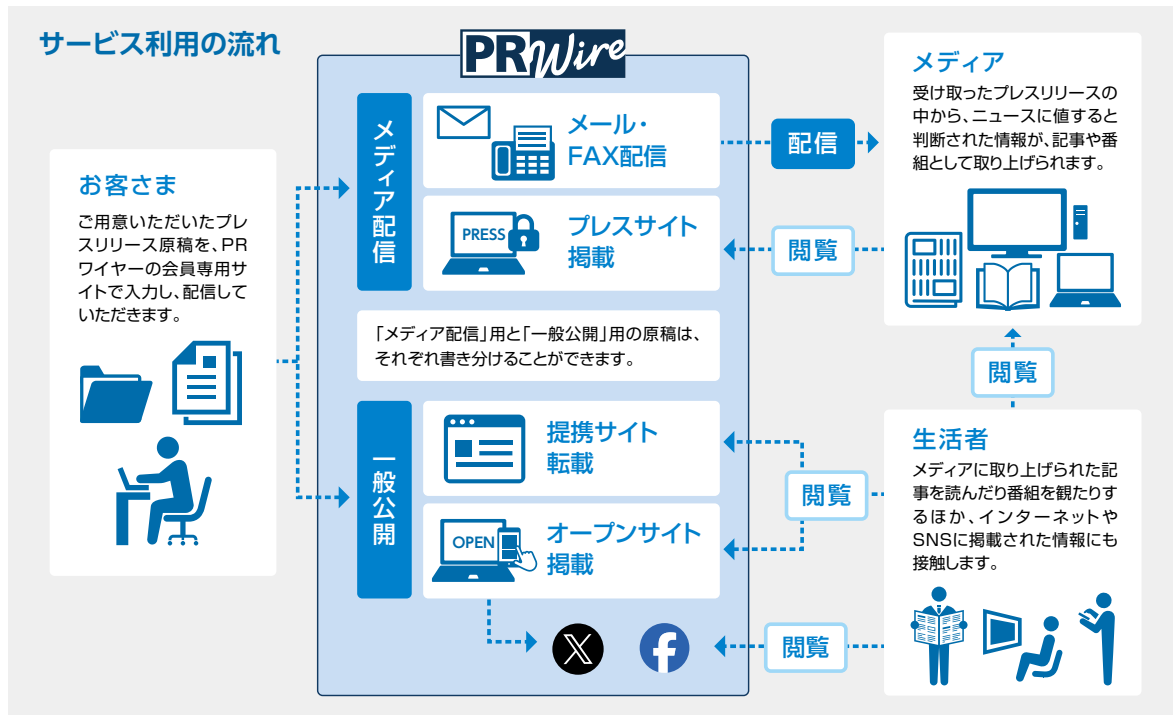 サービス利用の流れ
PRWire
お客さま
ご用意いただいたプレ
スリリース原稿を、PR
ワイヤーの会員専用サ
イトで入力し、配信して
いただきます。
メディア配信
メール・
FAX配信
PRESS
プレスサイト
掲載
「メディア配信」用と「一般公開」用の原稿は、
それぞれ書き分けることができます。
一般公開
提携サイト
転載
OPEN
オープンサイト
掲載
配信
閲覧
閲覧
閲覧
閲覧
メディア
受け取ったプレスリリースの
中から、ニュースに値すると
判断された情報が、記事や番
組として取り上げられます。
生活者
メディアに取り上げられた記
事を読んだり番組を観たりす
るほか、インターネットや
SNSに掲載された情報にも
接触します。